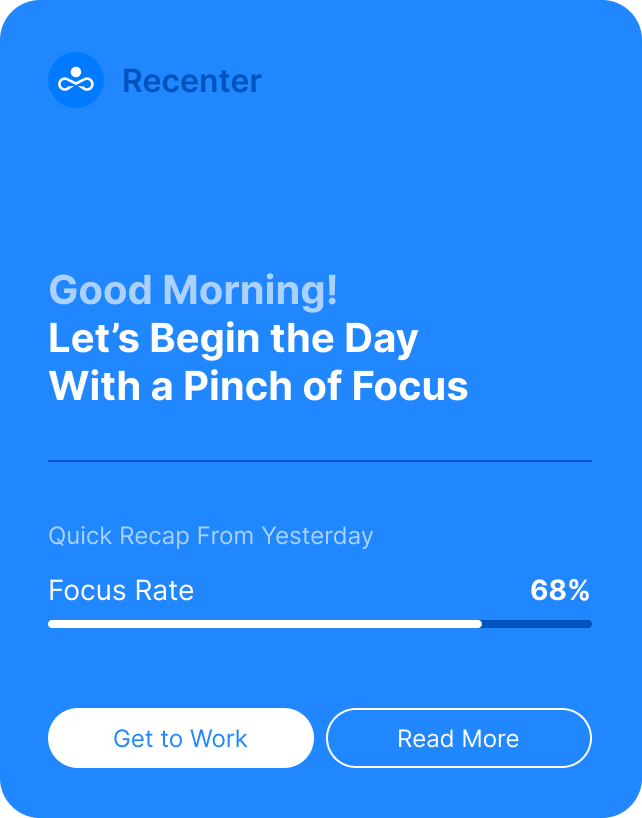 Recenter
Good Morning!
Let’s Begin the Day
With a Pinch of Focus
Quick Recap From Yesterday
Focus Rate 68%
Get to Work Read More